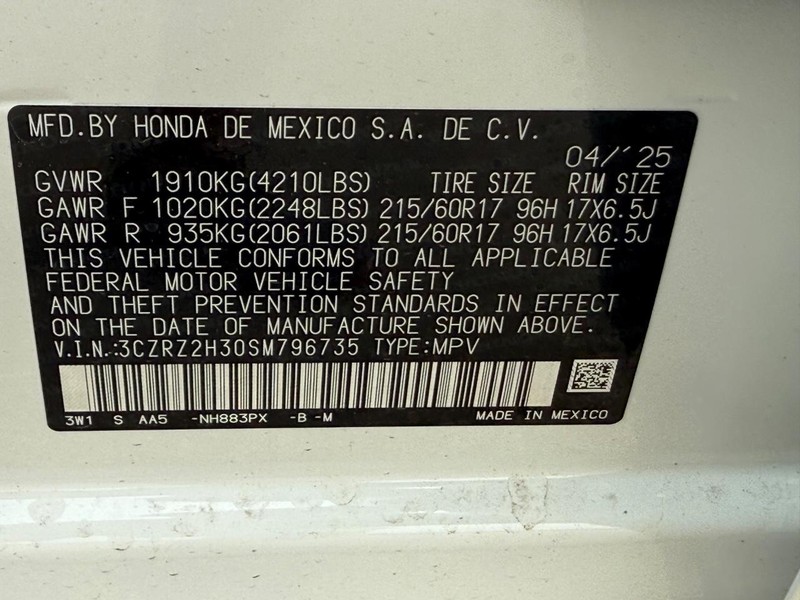 MFD.BY HONDA DE MEXICO S.A. DE C.V.
04/'25
GVWR 1910KG(4210LBS) TIRE SIZE RIM SIZE
GAWR F 1020KG(2248LBS) 215/60R17 96H 17X6.5J
GAWR R 935KG(2061LBS) 215/60R17 96H 17X6.5J
THIS VEHICLE CONFORMS TO ALL APPLICABLE
FEDERAL MOTOR VEHICLE SAFETY
AND THEFT PREVENTION STANDARDS IN EFFECT
ON THE DATE OF MANUFACTURE SHOWN ABOVE.
V.I.N.:3CZRZ2H30SM796735 TYPE:MPV
3W1 S AA5 -NH883PX -B -M MADE IN MEXICO